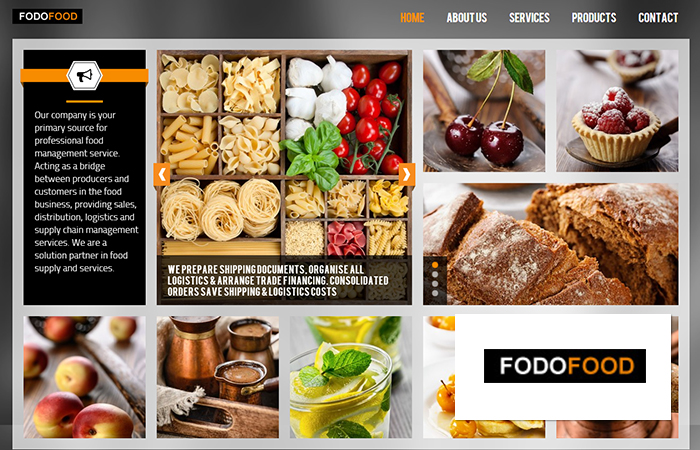 FODOFOOD
HOME ABOUT US SERVICES PRODUCTS CONTACT
Our company is your
primary source for
professional food
management service.
Acting as a bridge
between producers and
customers in the food
business, providing sales,
distribution, logistics and
supply chain management
services. We are a
solution partner in food
supply and services.
WE PREPARE SHIPPING DOCUMENTS, ORGANISE ALL
LOGISTICS & ARRANGE TRADE FINANCING. CONSOLIDATED
ORDERS SAVE SHIPPING & LOGISTICS COSTS
FODOFOOD